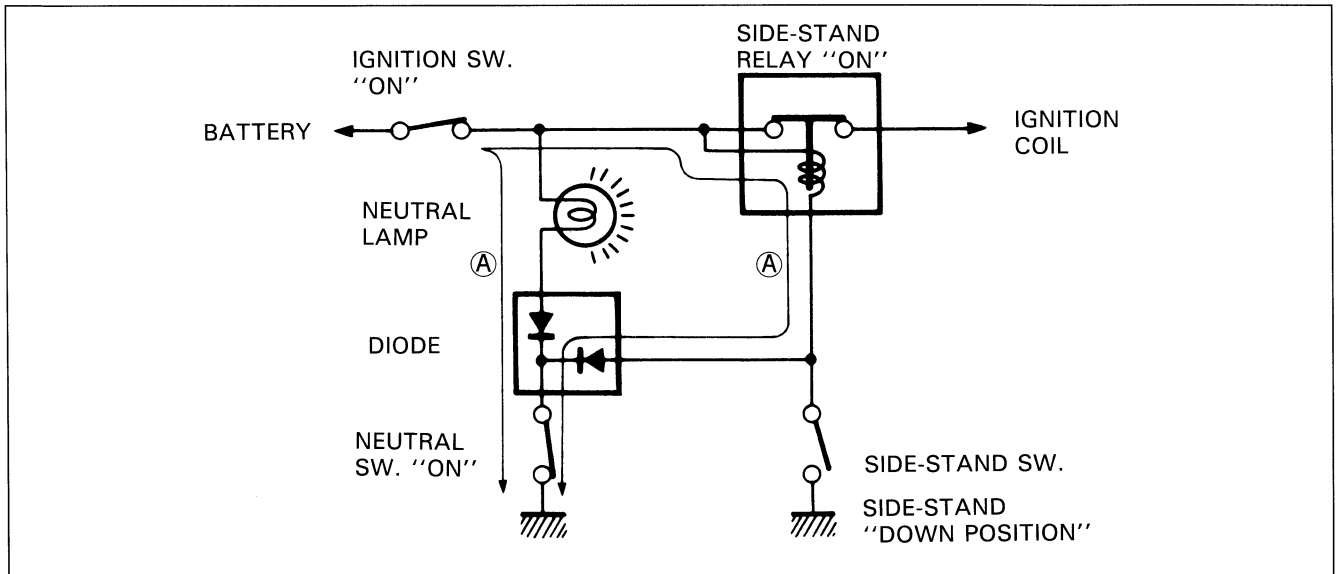 SIDE-STAND
RELAY ''ON''
IGNITION SW.
''ON''
BATTERY
IGNITION
COIL
NEUTRAL
LAMP
Ⓐ
Ⓐ
DIODE
NEUTRAL
SW. ''ON''
SIDE-STAND SW.
SIDE-STAND
''DOWN POSITION''